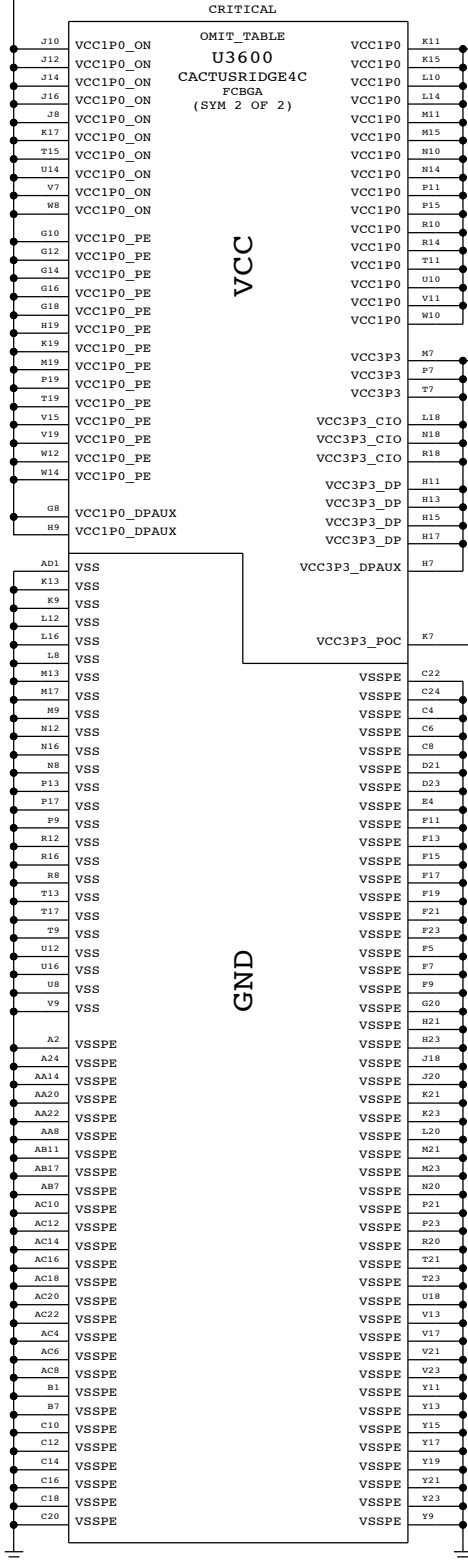 CRITICAL
OMIT_TABLE
U3600
CACTUSRIDGE4C
FCBGA
(SYM 2 OF 2)
J10 VCC1P0_ON
J12 VCC1P0_ON
J14 VCC1P0_ON
J16 VCC1P0_ON
J8 VCC1P0_ON
K17 VCC1P0_ON
T15 VCC1P0_ON
U14 VCC1P0_ON
V7 VCC1P0_ON
W8 VCC1P0_ON
G10 VCC1P0_PE
G12 VCC1P0_PE
G14 VCC1P0_PE
G16 VCC1P0_PE
G18 VCC1P0_PE
H19 VCC1P0_PE
K19 VCC1P0_PE
M19 VCC1P0_PE
P19 VCC1P0_PE
T19 VCC1P0_PE
V15 VCC1P0_PE
V19 VCC1P0_PE
W12 VCC1P0_PE
W14 VCC1P0_PE
G8 VCC1P0_DPAUX
H9 VCC1P0_DPAUX
VCC
VCC1P0 K11
VCC1P0 K15
VCC1P0 L10
VCC1P0 L14
VCC1P0 M11
VCC1P0 M15
VCC1P0 N10
VCC1P0 N14
VCC1P0 P11
VCC1P0 P15
VCC1P0 R10
VCC1P0 R14
VCC1P0 T11
VCC1P0 U10
VCC1P0 V11
VCC1P0 W10
VCC3P3 M7
VCC3P3 P7
VCC3P3 T7
VCC3P3_CIO L18
VCC3P3_CIO N18
VCC3P3_CIO R18
VCC3P3_DP H11
VCC3P3_DP H13
VCC3P3_DP H15
VCC3P3_DP H17
VCC3P3_DPAUX H7
VCC3P3_POC K7
AD1 VSS
K13 VSS
K9 VSS
L12 VSS
L16 VSS
L8 VSS
M13 VSS
M17 VSS
M9 VSS
N12 VSS
N16 VSS
N8 VSS
P13 VSS
P17 VSS
P9 VSS
R12 VSS
R16 VSS
R8 VSS
T13 VSS
T17 VSS
T9 VSS
U12 VSS
U16 VSS
U8 VSS
V9 VSS
A2 VSSPE
A24 VSSPE
AA14 VSSPE
AA20 VSSPE
AA22 VSSPE
AA8 VSSPE
AB11 VSSPE
AB17 VSSPE
AB7 VSSPE
AC10 VSSPE
AC12 VSSPE
AC14 VSSPE
AC16 VSSPE
AC18 VSSPE
AC20 VSSPE
AC22 VSSPE
AC4 VSSPE
AC6 VSSPE
AC8 VSSPE
B1 VSSPE
B7 VSSPE
C10 VSSPE
C12 VSSPE
C14 VSSPE
C16 VSSPE
C18 VSSPE
C20 VSSPE
GND
VSSPE C22
VSSPE C24
VSSPE C4
VSSPE C6
VSSPE C8
VSSPE D21
VSSPE D23
VSSPE E4
VSSPE F11
VSSPE F13
VSSPE F15
VSSPE F17
VSSPE F19
VSSPE F21
VSSPE F23
VSSPE F5
VSSPE F7
VSSPE F9
VSSPE G20
VSSPE H21
VSSPE H23
VSSPE J18
VSSPE J20
VSSPE K21
VSSPE K23
VSSPE L20
VSSPE M21
VSSPE M23
VSSPE N20
VSSPE P21
VSSPE P23
VSSPE R20
VSSPE T21
VSSPE T23
VSSPE U18
VSSPE V13
VSSPE V17
VSSPE V21
VSSPE V23
VSSPE Y11
VSSPE Y13
VSSPE Y15
VSSPE Y17
VSSPE Y19
VSSPE Y21
VSSPE Y23
VSSPE Y9